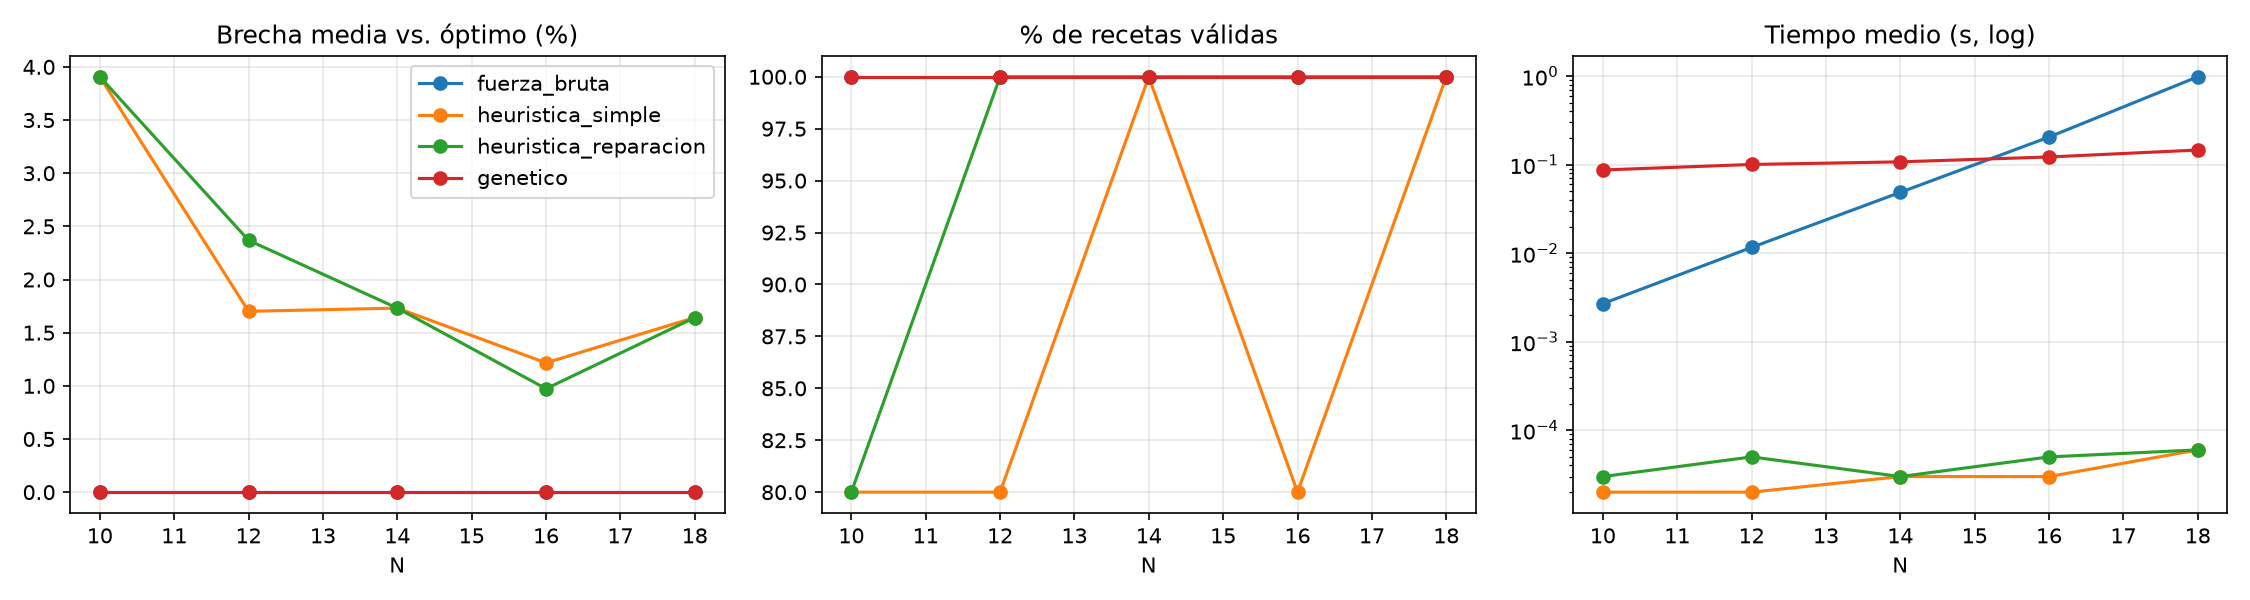 Brecha media vs. óptimo (%)
4.0
3.5
3.0
2.5
2.0
1.5
1.0
0.5
0.0
10 11 12 13 14 15 16 17 18
N
fuerza_bruta
heuristica_simple
heuristica_reparacion
genetico
% de recetas válidas
100.0
97.5
95.0
92.5
90.0
87.5
85.0
82.5
80.0
10 11 12 13 14 15 16 17 18
N
Tiempo medio (s, log)
10⁰
10⁻¹
10⁻²
10⁻³
10⁻⁴
10 11 12 13 14 15 16 17 18
N